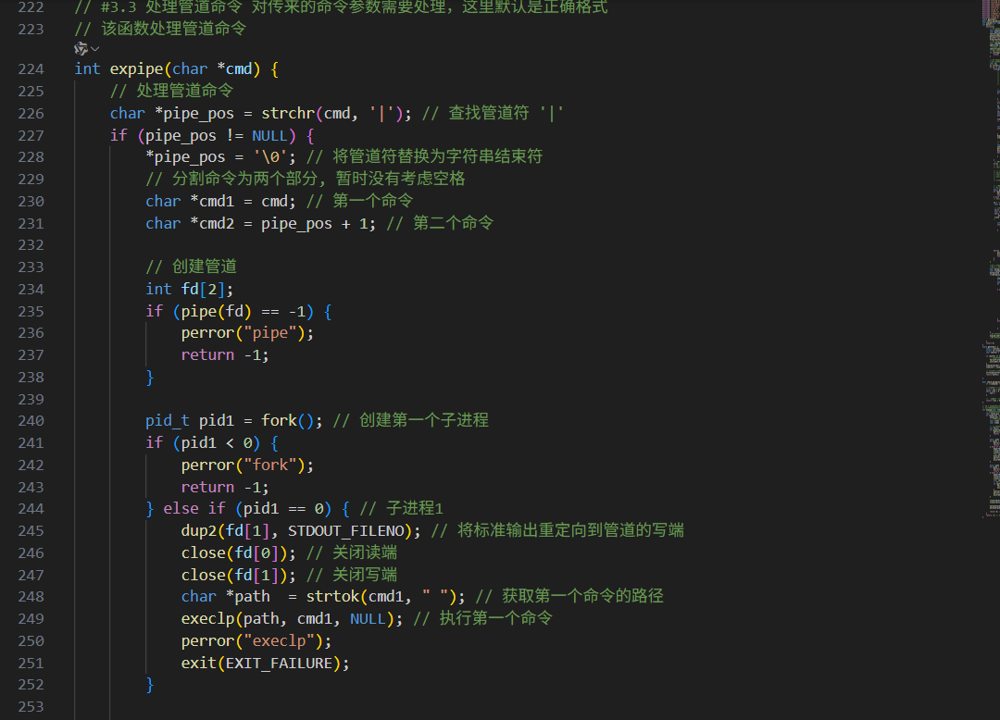 222 // #3.3 处理管道命令 对传来的命令参数需要处理，这里默认是正确格式
223 // 该函数处理管道命令
224 int expipe(char *cmd) {
225     // 处理管道命令
226     char *pipe_pos = strchr(cmd, '|'); // 查找管道符 '|'
227     if (pipe_pos != NULL) {
228         *pipe_pos = '\0'; // 将管道符替换为字符串结束符
229         // 分割命令为两个部分, 暂时没有考虑空格
230         char *cmd1 = cmd; // 第一个命令
231         char *cmd2 = pipe_pos + 1; // 第二个命令
232
233         // 创建管道
234         int fd[2];
235         if (pipe(fd) == -1) {
236             perror("pipe");
237             return -1;
238         }
239
240         pid_t pid1 = fork(); // 创建第一个子进程
241         if (pid1 < 0) {
242             perror("fork");
243             return -1;
244         } else if (pid1 == 0) { // 子进程1
245             dup2(fd[1], STDOUT_FILENO); // 将标准输出重定向到管道的写端
246             close(fd[0]); // 关闭读端
247             close(fd[1]); // 关闭写端
248             char *path  = strtok(cmd1, " "); // 获取第一个命令的路径
249             execlp(path, cmd1, NULL); // 执行第一个命令
250             perror("execlp");
251             exit(EXIT_FAILURE);
252         }
253